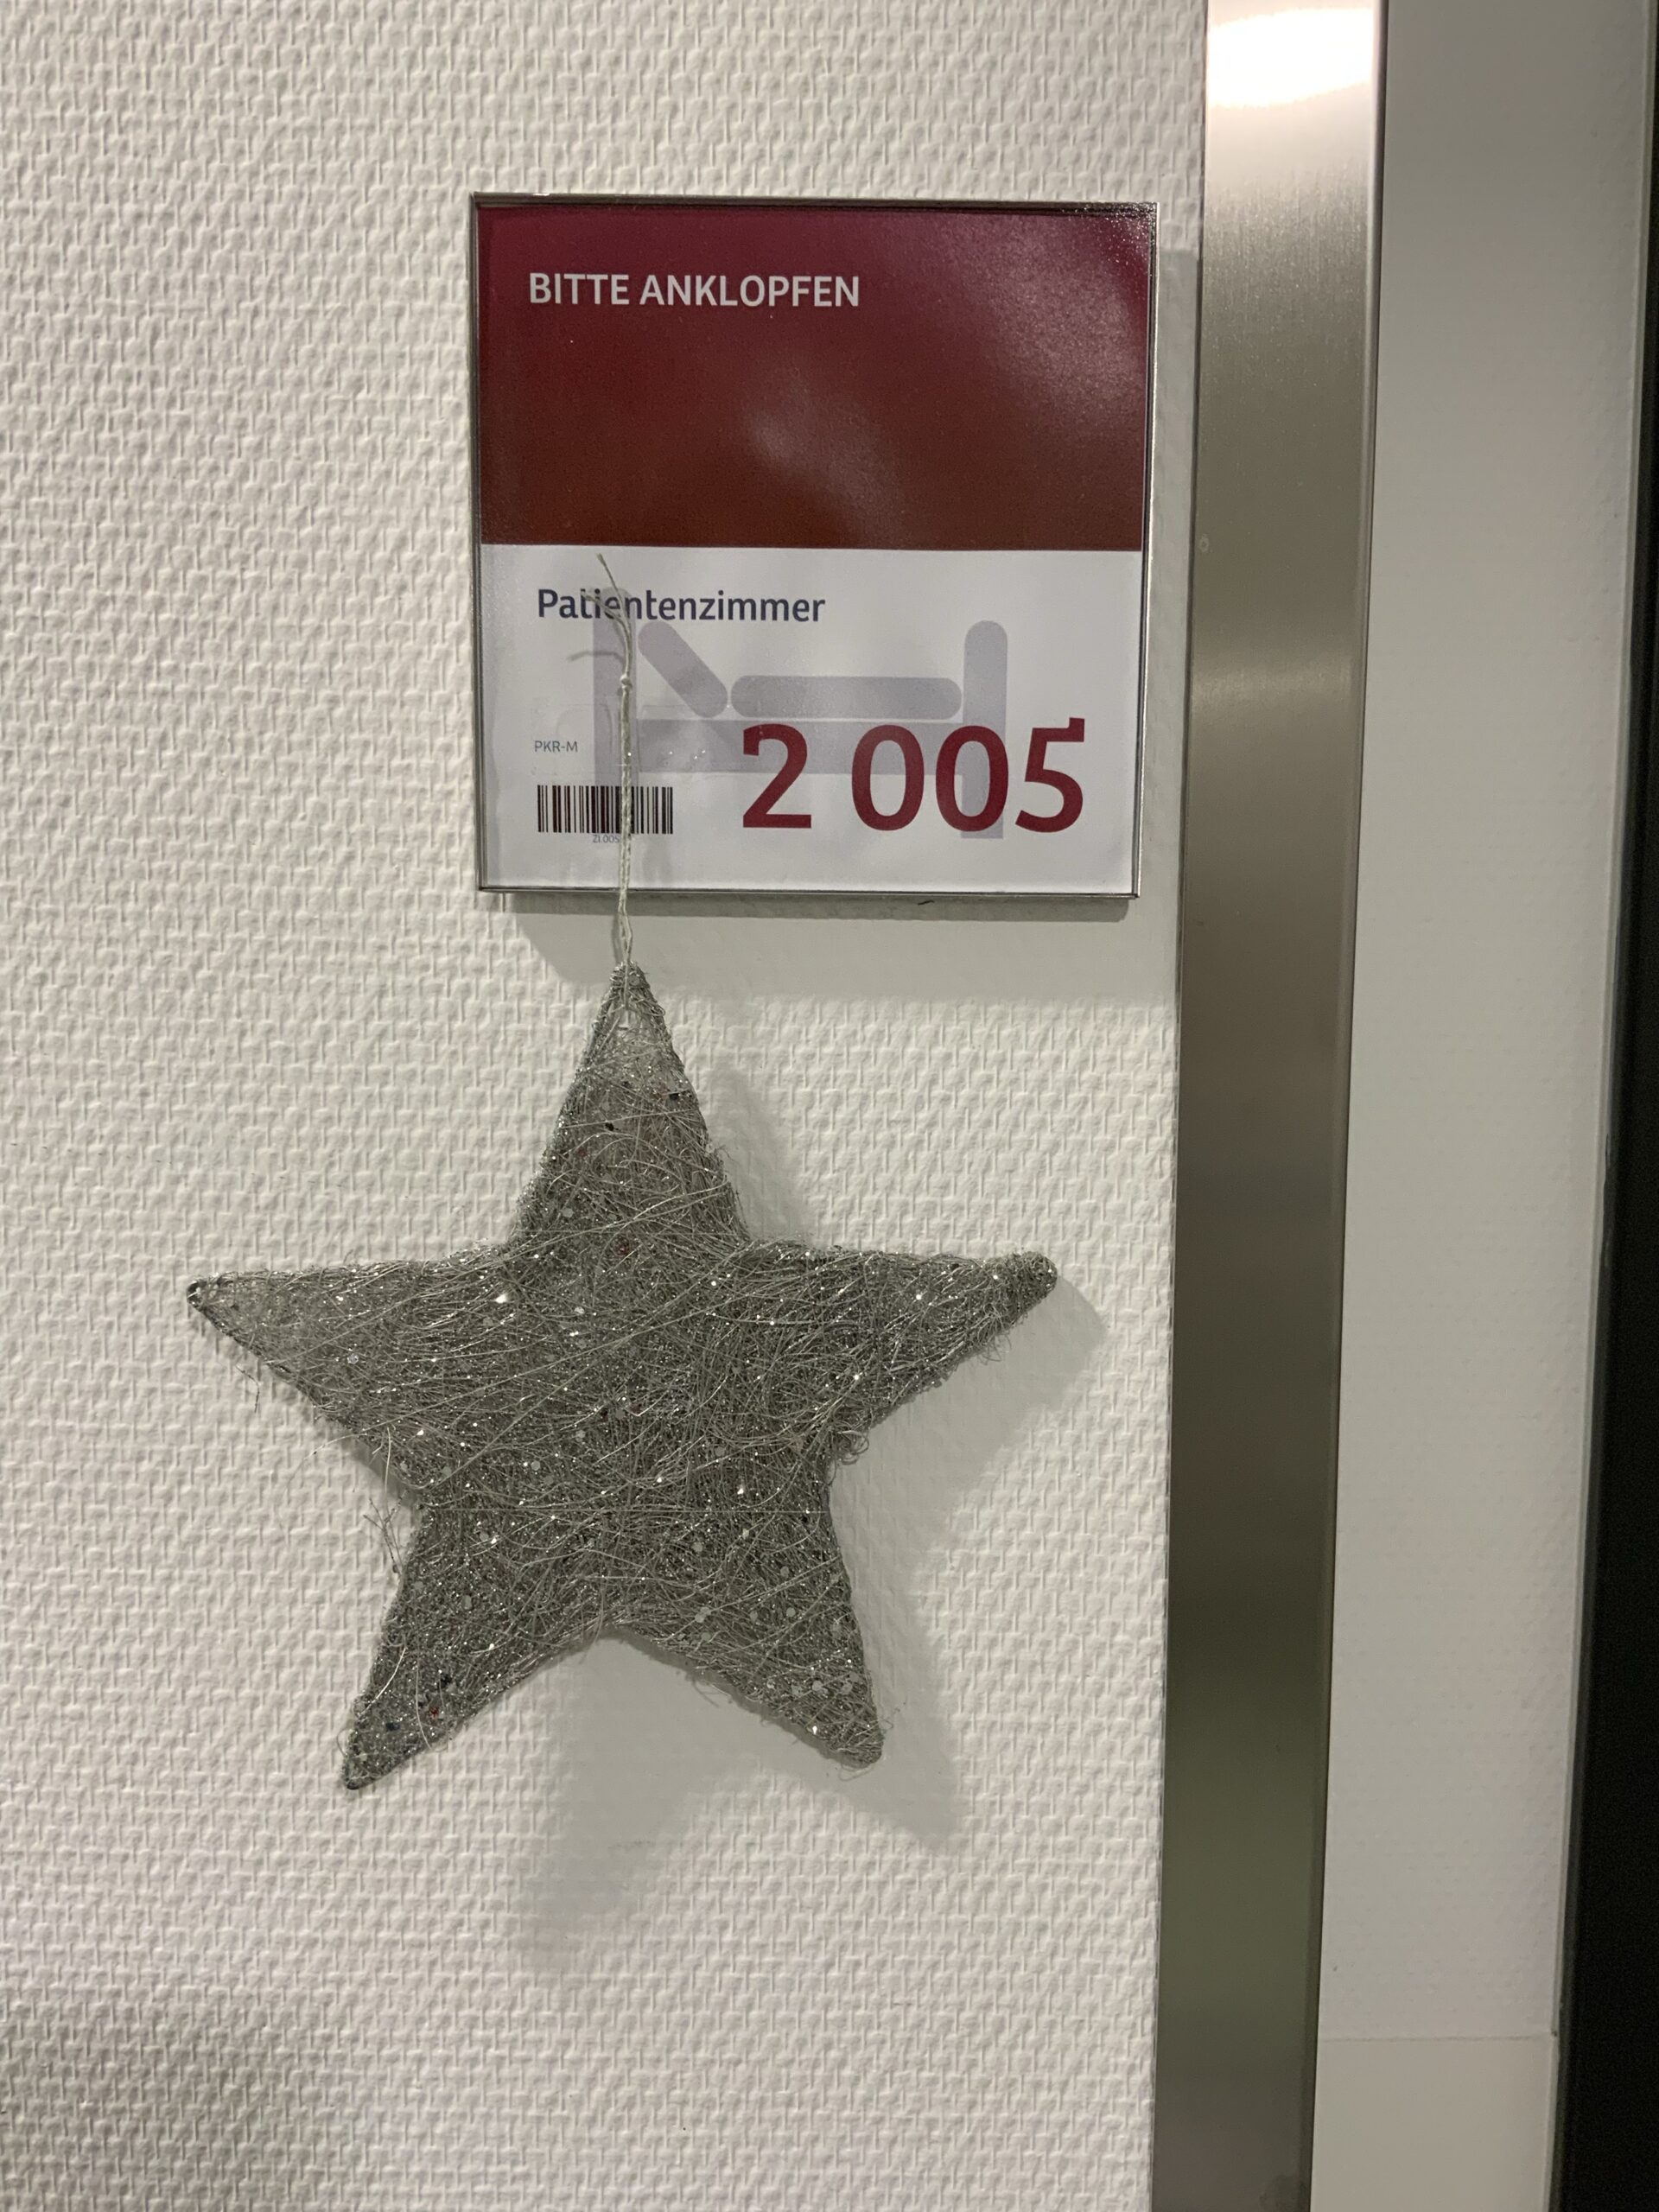 BITTE ANKLOPFEN
Patientenzimmer
PKR-M
2 005